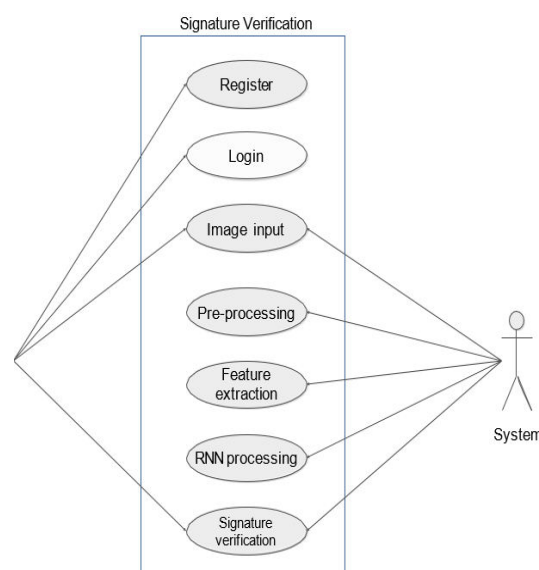 Signature Verification
Register
Login
Image input
Pre-processing
Feature
extraction
RNN processing
Signature
verification
System